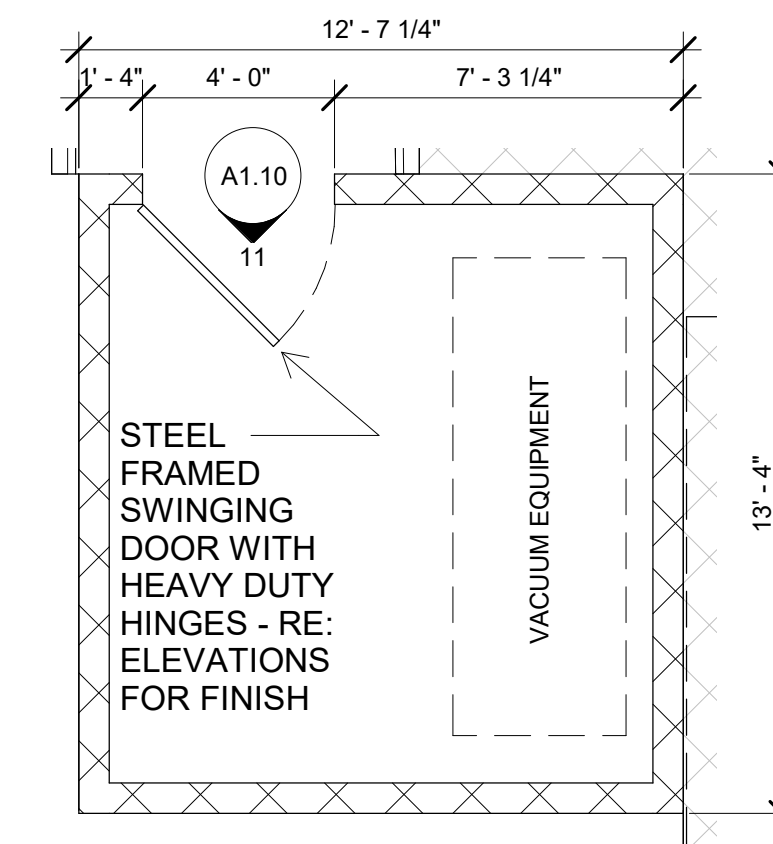 12' - 7 1/4"
1' - 4"
4' - 0"
7' - 3 1/4"
A1.10
11
STEEL
FRAMED
SWINGING
DOOR WITH
HEAVY DUTY
HINGES - RE:
ELEVATIONS
FOR FINISH
VACUUM EQUIPMENT
13' - 4"